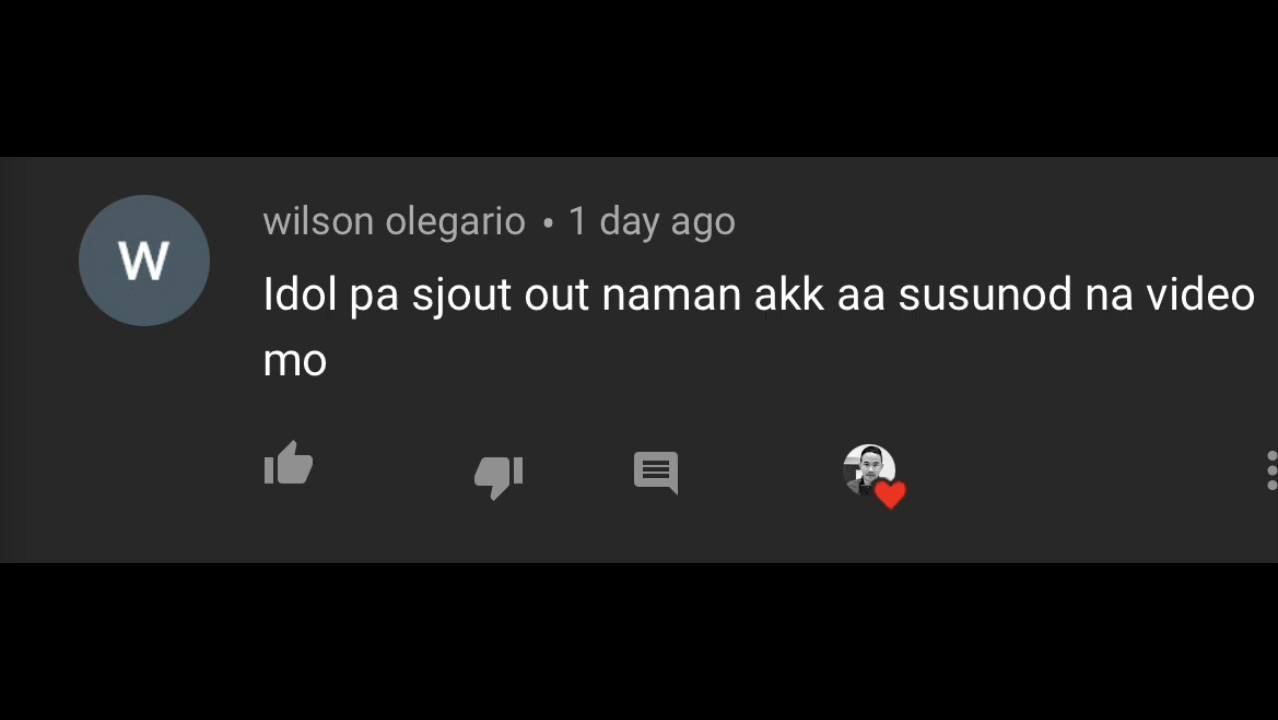 W
wilson olegario • 1 day ago
Idol pa sjout out naman akk aa susunod na video
mo